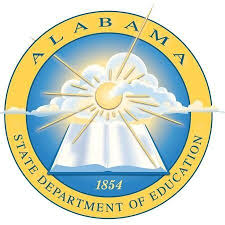 ALABAMA
STATE DEPARTMENT OF EDUCATION
1854